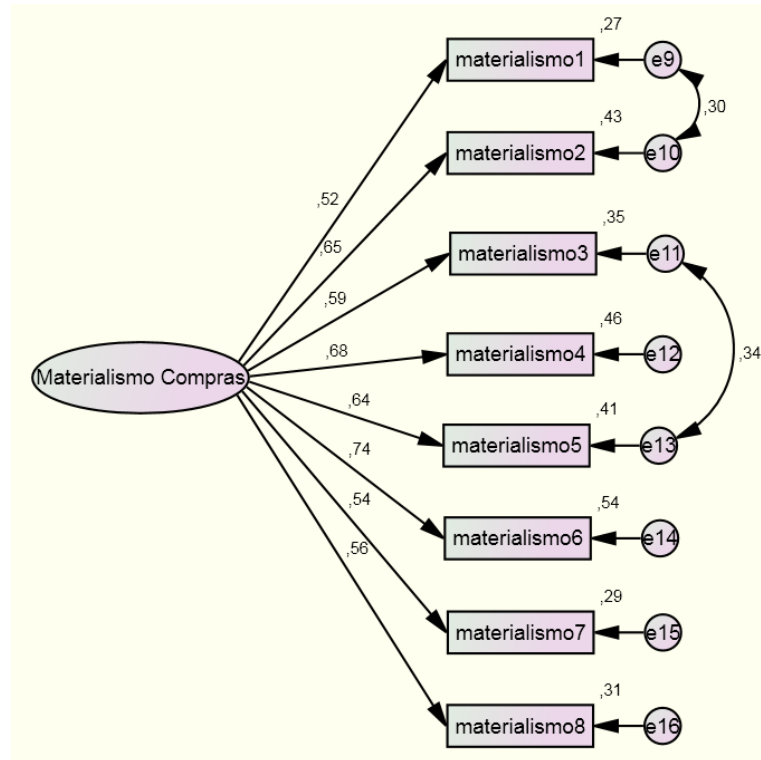 ,27
materialismo1
e9
,30
,43
materialismo2
e10
,52
,35
materialismo3
e11
,65
,59
,46
materialismo4
e12
,68
,34
Materialismo Compras
,64
,41
materialismo5
e13
,74
,54
,54
materialismo6
e14
,56
,29
materialismo7
e15
,31
materialismo8
e16